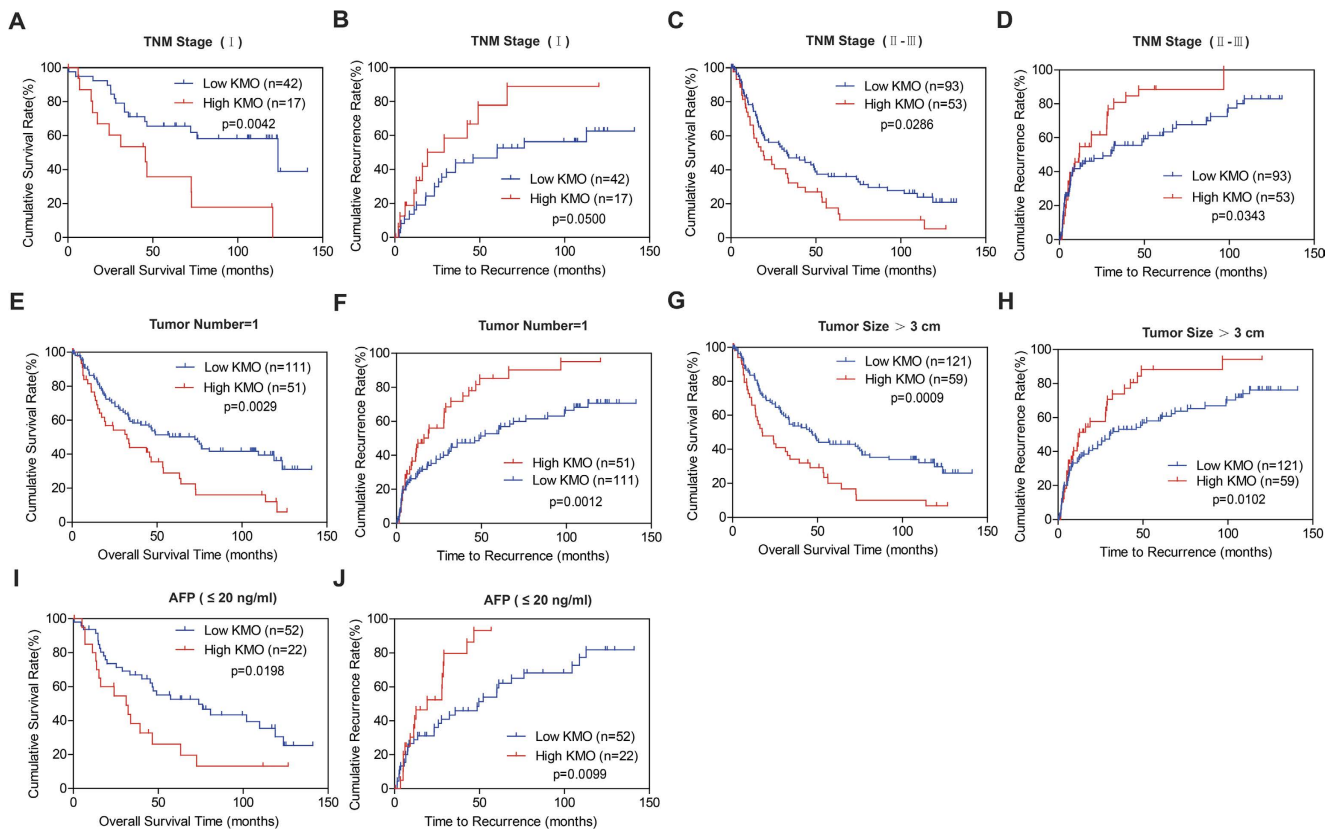 A
TNM Stage (Ⅰ)
Cumulative Survival Rate(%)
100
80
60
40
20
0
Low KMO (n=42)
High KMO (n=17)
p=0.0042
0 50 100 150
Overall Survival Time (months)
B
TNM Stage (Ⅰ)
Cumulative Recurrence Rate(%)
100
80
60
40
20
0
Low KMO (n=42)
High KMO (n=17)
p=0.0500
0 50 100 150
Time to Recurrence (months)
C
TNM Stage (Ⅱ-Ⅲ)
Cumulative Survival Rate(%)
100
80
60
40
20
0
Low KMO (n=93)
High KMO (n=53)
p=0.0286
0 50 100 150
Overall Survival Time (months)
D
TNM Stage (Ⅱ-Ⅲ)
Cumulative Recurrence Rate(%)
100
80
60
40
20
0
Low KMO (n=93)
High KMO (n=53)
p=0.0343
0 50 100 150
Time to Recurrence (months)
E
Tumor Number=1
Cumulative Survival Rate(%)
100
80
60
40
20
0
Low KMO (n=111)
High KMO (n=51)
p=0.0029
0 50 100 150
Overall Survival Time (months)
F
Tumor Number=1
Cumulative Recurrence Rate(%)
100
80
60
40
20
0
High KMO (n=51)
Low KMO (n=111)
p=0.0012
0 50 100 150
Time to Recurrence (months)
G
Tumor Size > 3 cm
Cumulative Survival Rate(%)
100
80
60
40
20
0
Low KMO (n=121)
High KMO (n=59)
p=0.0009
0 50 100 150
Overall Survival Time (months)
H
Tumor Size > 3 cm
Cumulative Recurrence Rate(%)
100
80
60
40
20
0
Low KMO (n=121)
High KMO (n=59)
p=0.0102
0 50 100 150
Time to Recurrence (months)
I
AFP (≤ 20 ng/ml)
Cumulative Survival Rate(%)
100
80
60
40
20
0
Low KMO (n=52)
High KMO (n=22)
p=0.0198
0 50 100 150
Overall Survival Time (months)
J
AFP (≤ 20 ng/ml)
Cumulative Recurrence Rate(%)
100
80
60
40
20
0
Low KMO (n=52)
High KMO (n=22)
p=0.0099
0 50 100 150
Time to Recurrence (months)